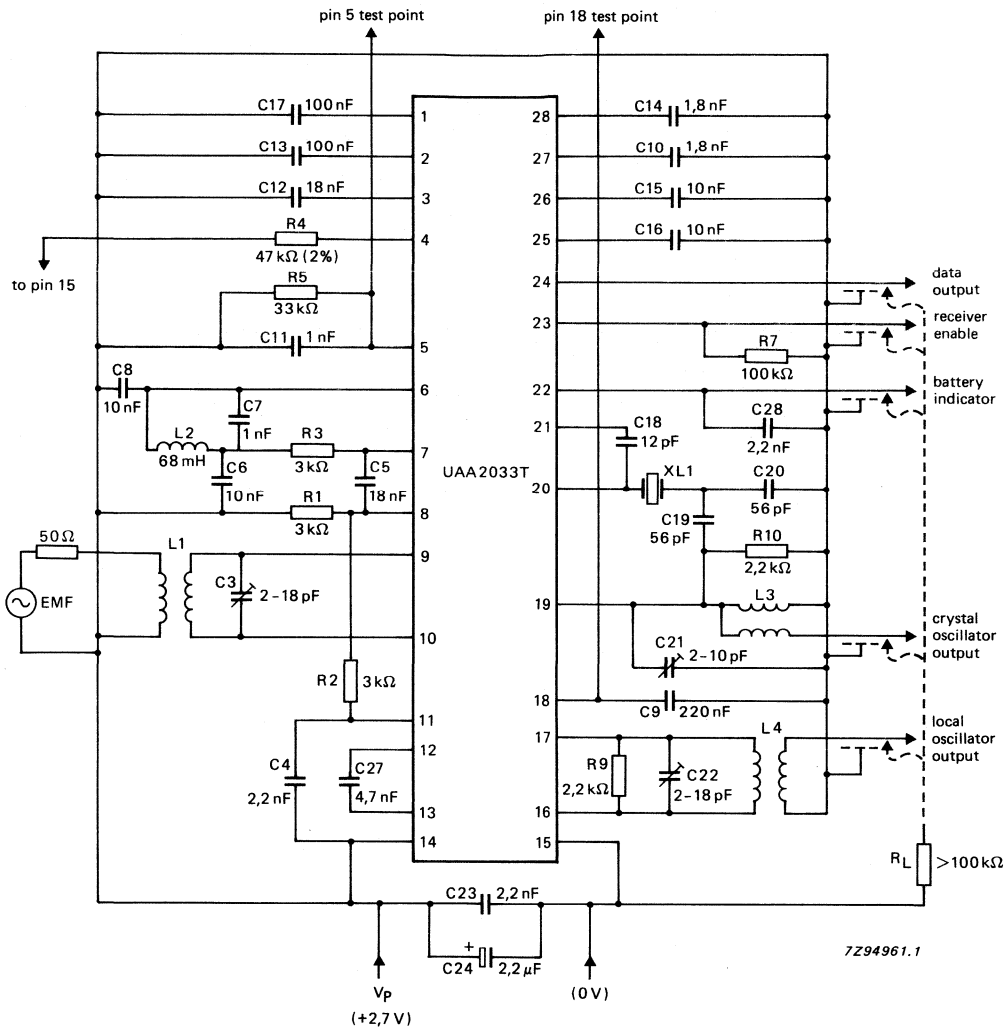 pin 5 test point
pin 18 test point
C17 100 nF
1
28
C14 1,8 nF
C13 100 nF
2
27
C10 1,8 nF
C12 18 nF
3
26
C15 10 nF
R4
4
25
C16 10 nF
47 kΩ (2%)
to pin 15
R5
33 kΩ
24
data
output
C11 1 nF
5
23
receiver
enable
R7
100 kΩ
C8
10 nF
6
22
battery
indicator
C7
1 nF
21
C18
12 pF
C28
2,2 nF
L2
68 mH
R3
3 kΩ
7
C5
18 nF
UAA2033T
XL1
C20
56 pF
C6
10 nF
R1
3 kΩ
8
20
C19
56 pF
R10
2,2 kΩ
50 Ω
L1
9
EMF
C3
2–18 pF
19
L3
10
crystal
oscillator
output
C21
2–10 pF
R2
3 kΩ
18
C9 220 nF
11
17
L4
local
oscillator
output
12
C4
2,2 nF
C27
4,7 nF
R9
2,2 kΩ
C22
2–18 pF
13
16
14
15
RL
>100 kΩ
C23 2,2 nF
+
C24 2,2 µF
7Z94961.1
VP
(+2,7 V)
(0 V)